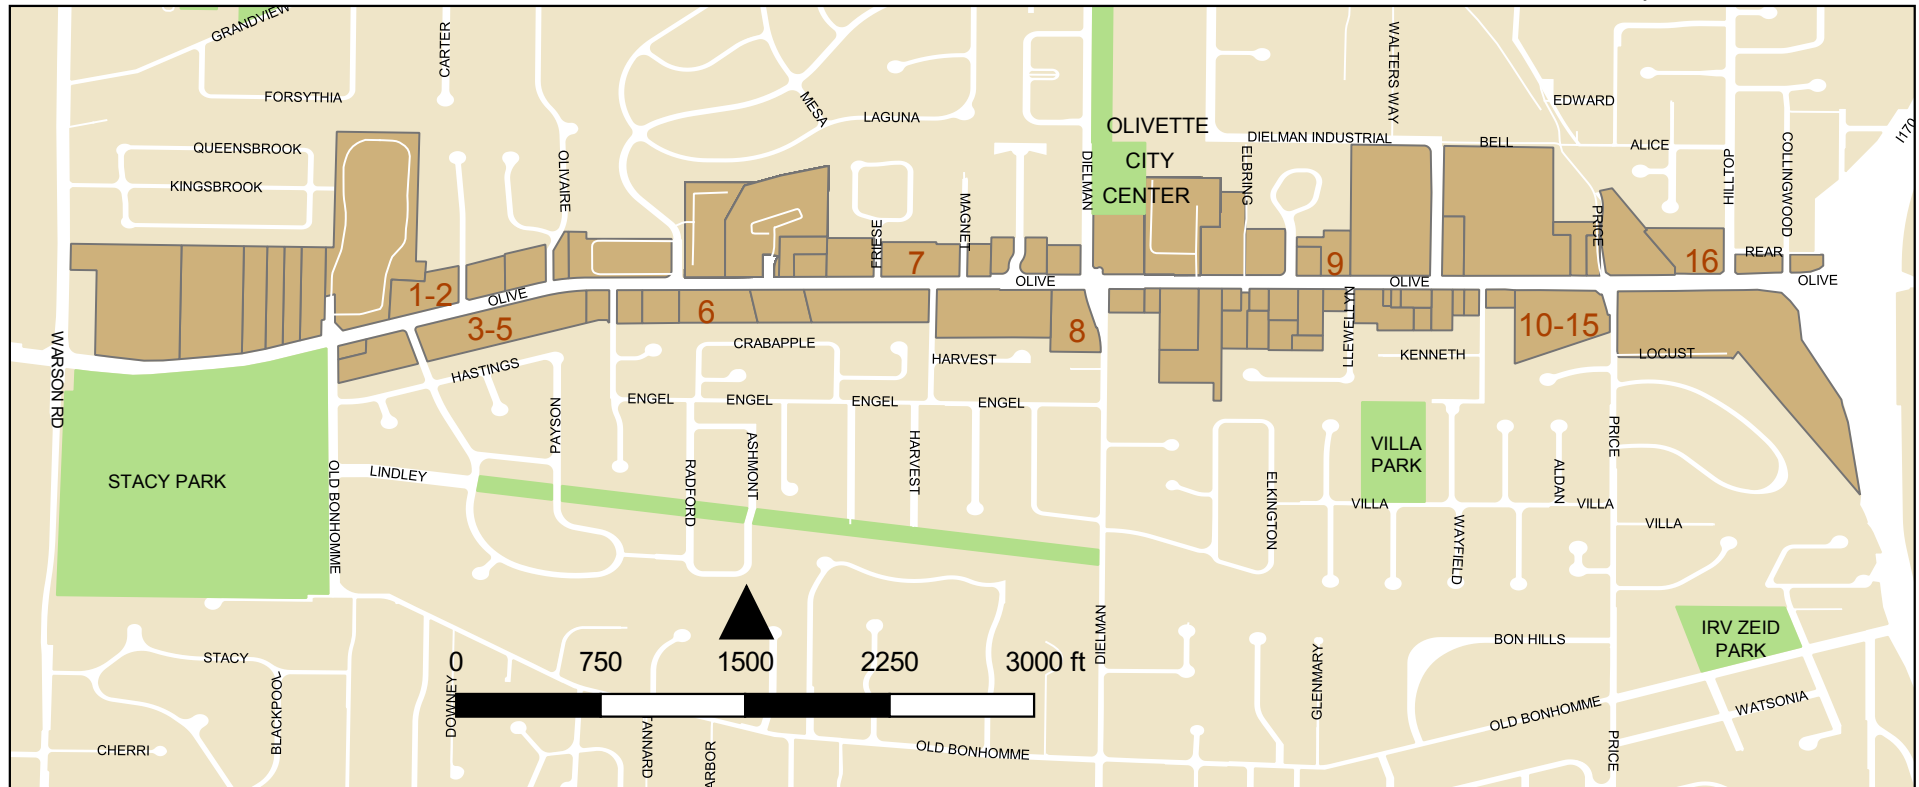 GRANDVIEW
CARTER
WALTERS WAY
FORSYTHIA
MESA
LAGUNA
EDWARD
I170
OLIVETTE
CITY
CENTER
DIELMAN INDUSTRIAL
BELL
ALICE
QUEENSBROOK
KINGSBROOK
OLIVAIRE
DIELMAN
ELBRING
HILLTOP
COLLINGWOOD
MAGNET
FRIESE
PRICE
7
9
16
REAR
1-2
OLIVE
OLIVE
OLIVE
OLIVE
3-5
6
8
LLEVELLYN
10-15
WARSON RD
CRABAPPLE
HARVEST
KENNETH
LOCUST
HASTINGS
PAYSON
ENGEL
ENGEL
ENGEL
ENGEL
VILLA
PARK
PRICE
STACY PARK
OLD BONHOMME
LINDLEY
RADFORD
ASHMONT
HARVEST
ELKINGTON
VILLA
ALDAN
VILLA
VILLA
WAYFIELD
DIELMAN
IRV ZEID
PARK
STACY
BLACKPOOL
DOWNEY
0
750
1500
2250
3000 ft
BON HILLS
GLENMARY
OLD BONHOMME
WATSONIA
CHERRI
TANNARD
ARBOR
OLD BONHOMME
PRICE